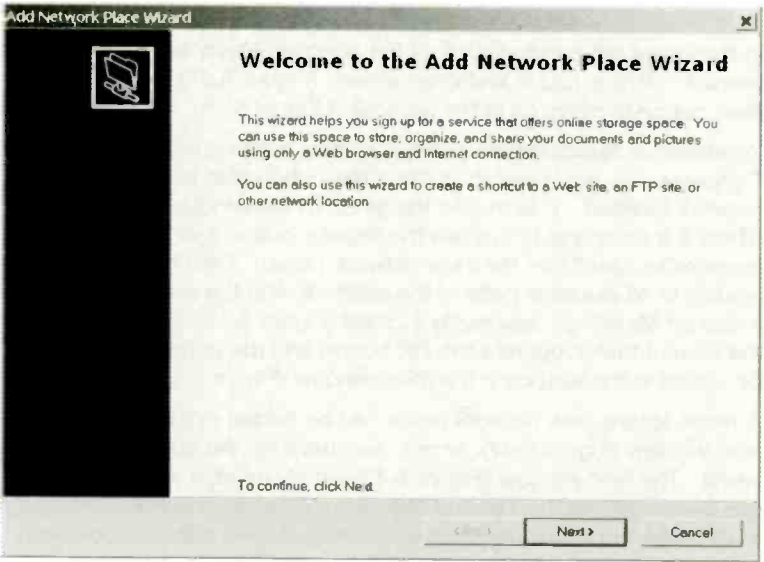 Add Network Place Wizard
Welcome to the Add Network Place Wizard
This wizard helps you sign up for a service that offers online storage space. You
can use this space to store, organize, and share your documents and pictures
using only a Web browser and Internet connection.
You can also use this wizard to create a shortcut to a Web site, an FTP site, or
other network location.
To continue, click Next.
< Back
Next >
Cancel